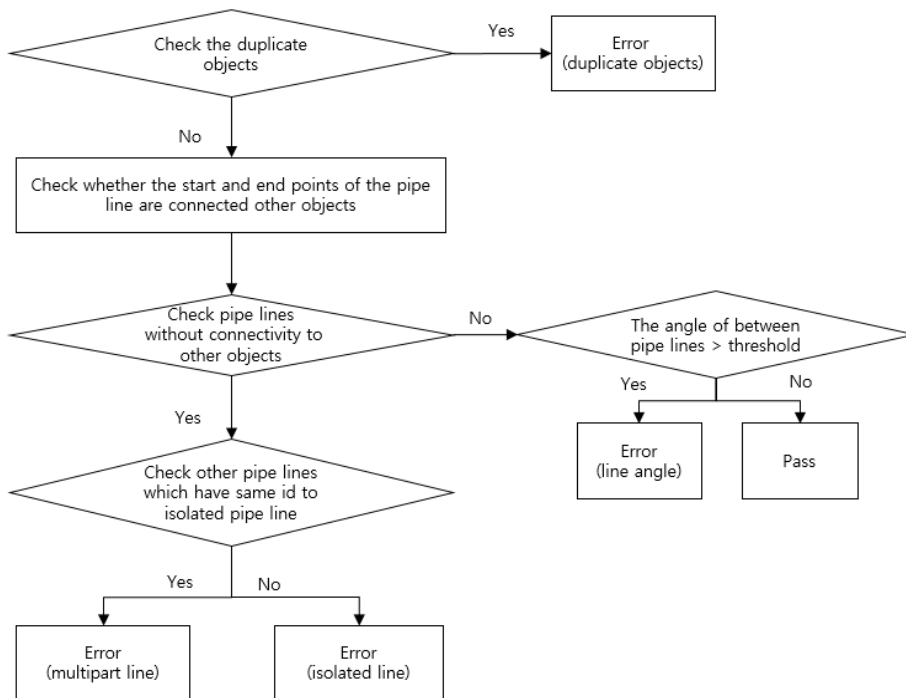 Check the duplicate
objects
Yes
Error
(duplicate objects)
No
Check whether the start and end points of the pipe
line are connected other objects
Check pipe lines
without connectivity to
other objects
No
The angle of between
pipe lines > threshold
Yes
No
Error
(line angle)
Pass
Yes
Check other pipe lines
which have same id to
isolated pipe line
Yes
No
Error
(multipart line)
Error
(isolated line)